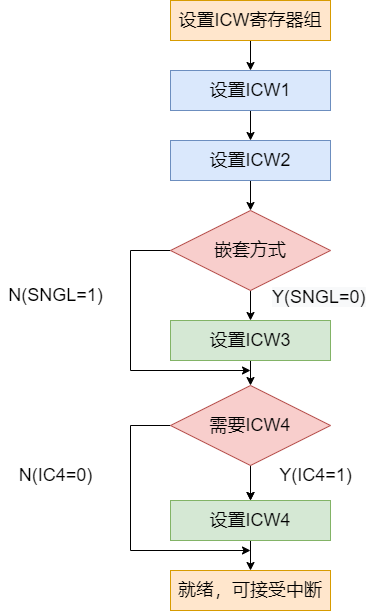 设置ICW寄存器组
设置ICW1
设置ICW2
嵌套方式
N(SNGL=1)
Y(SNGL=0)
设置ICW3
需要ICW4
N(IC4=0)
Y(IC4=1)
设置ICW4
就绪，可接受中断